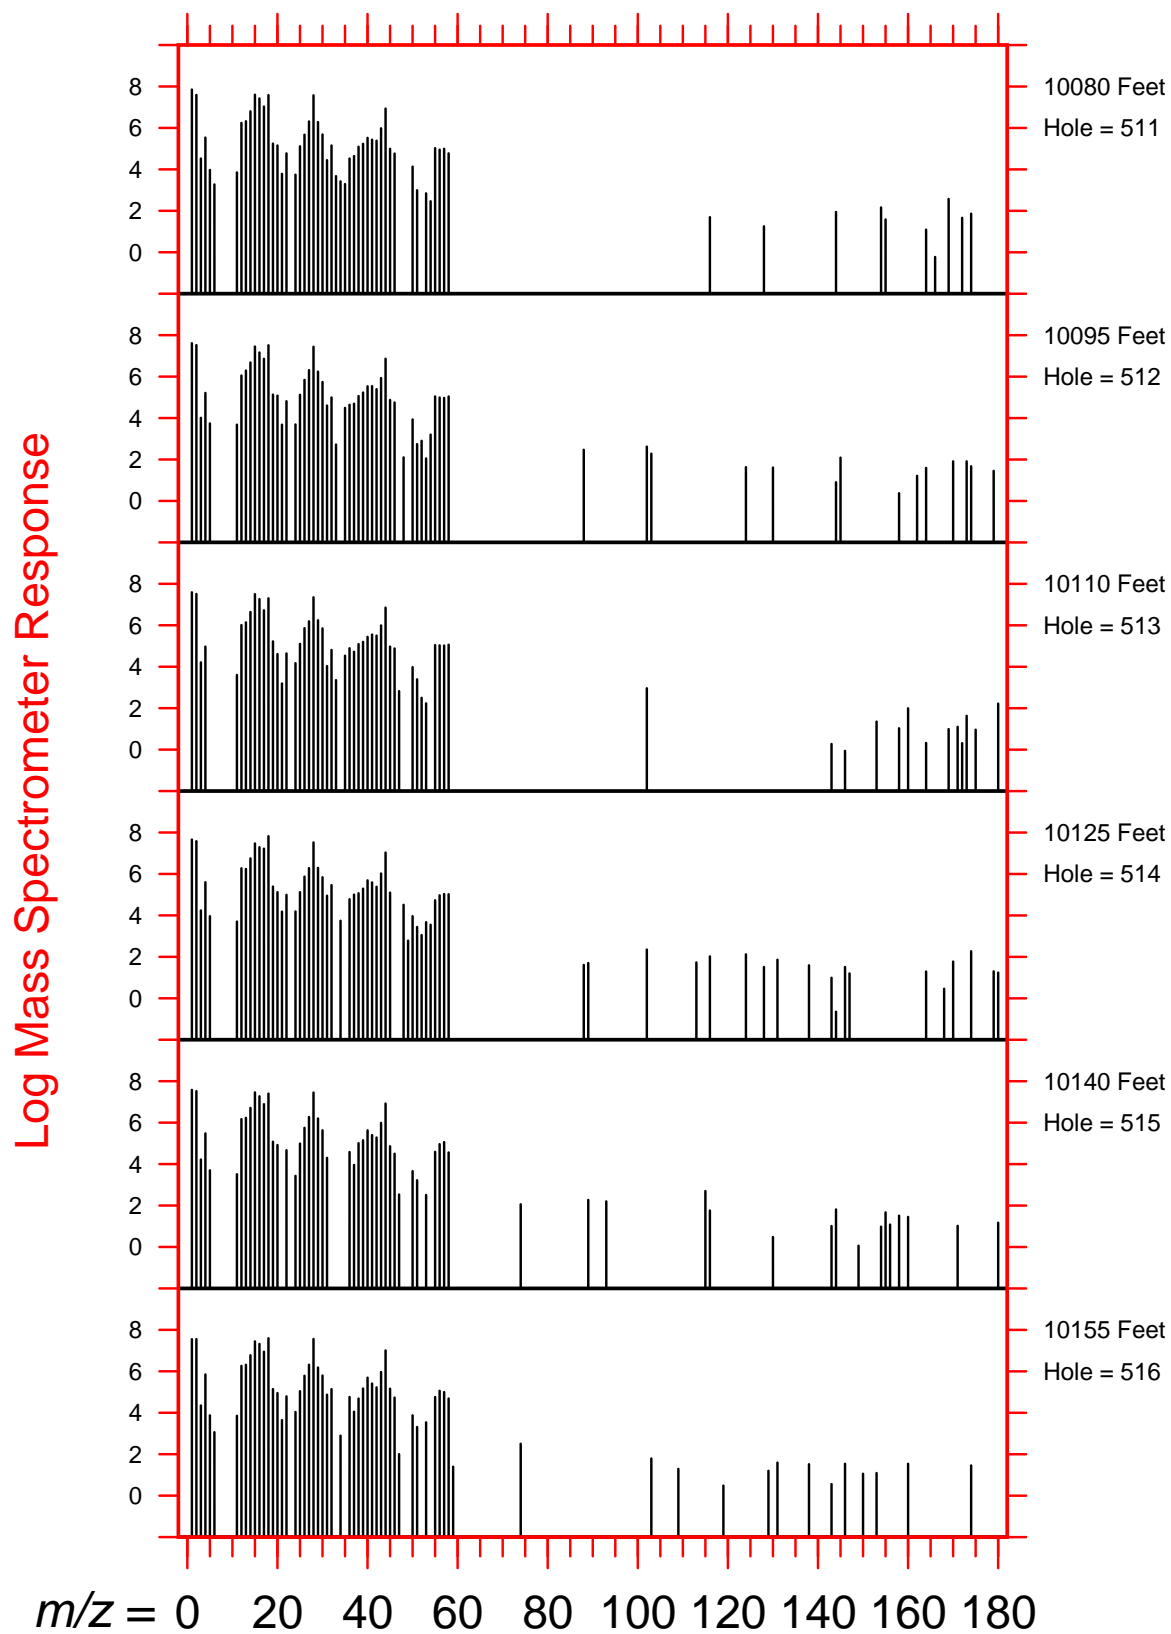 Log Mass Spectrometer Response
8
6
4
2
0
10080 Feet
Hole = 511
8
6
4
2
0
10095 Feet
Hole = 512
8
6
4
2
0
10110 Feet
Hole = 513
8
6
4
2
0
10125 Feet
Hole = 514
8
6
4
2
0
10140 Feet
Hole = 515
8
6
4
2
0
10155 Feet
Hole = 516
m/z = 0 20 40 60 80 100 120 140 160 180